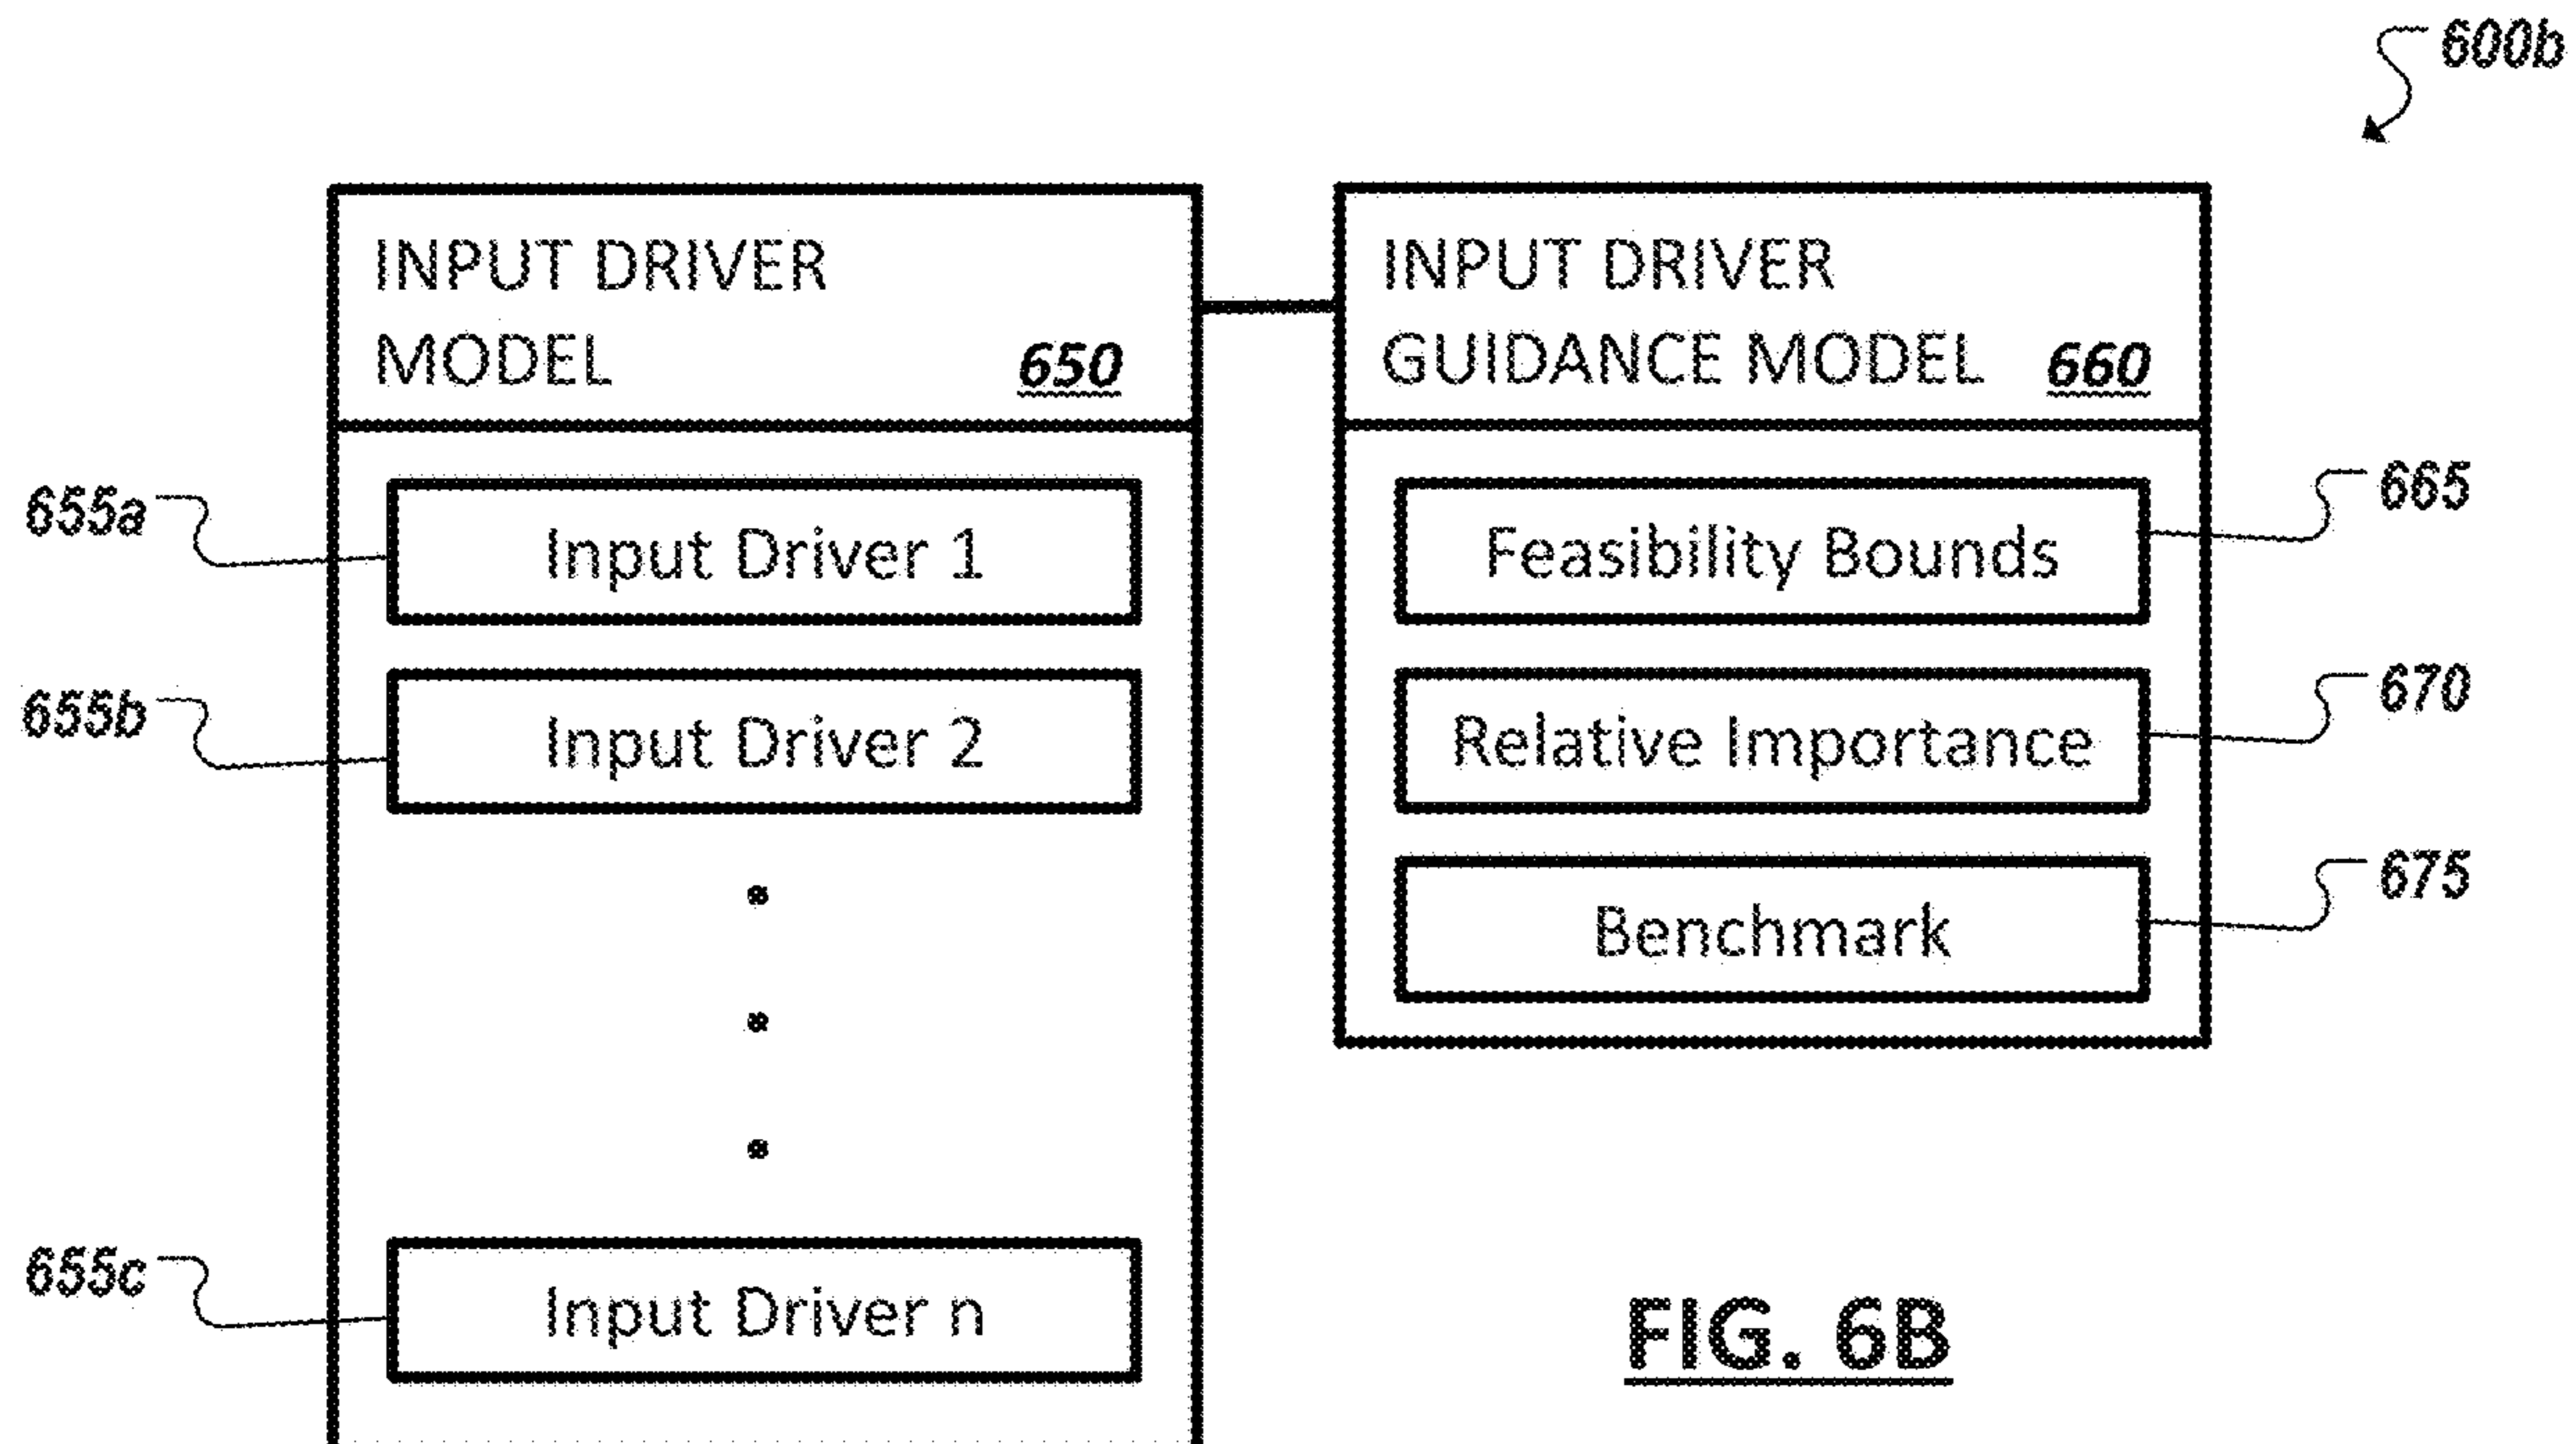 600b
INPUT DRIVER
MODEL 650
INPUT DRIVER
GUIDANCE MODEL 660
655a
Input Driver 1
655b
Input Driver 2
655c
Input Driver n
Feasibility Bounds
665
Relative Importance
670
Benchmark
675
FIG. 6B